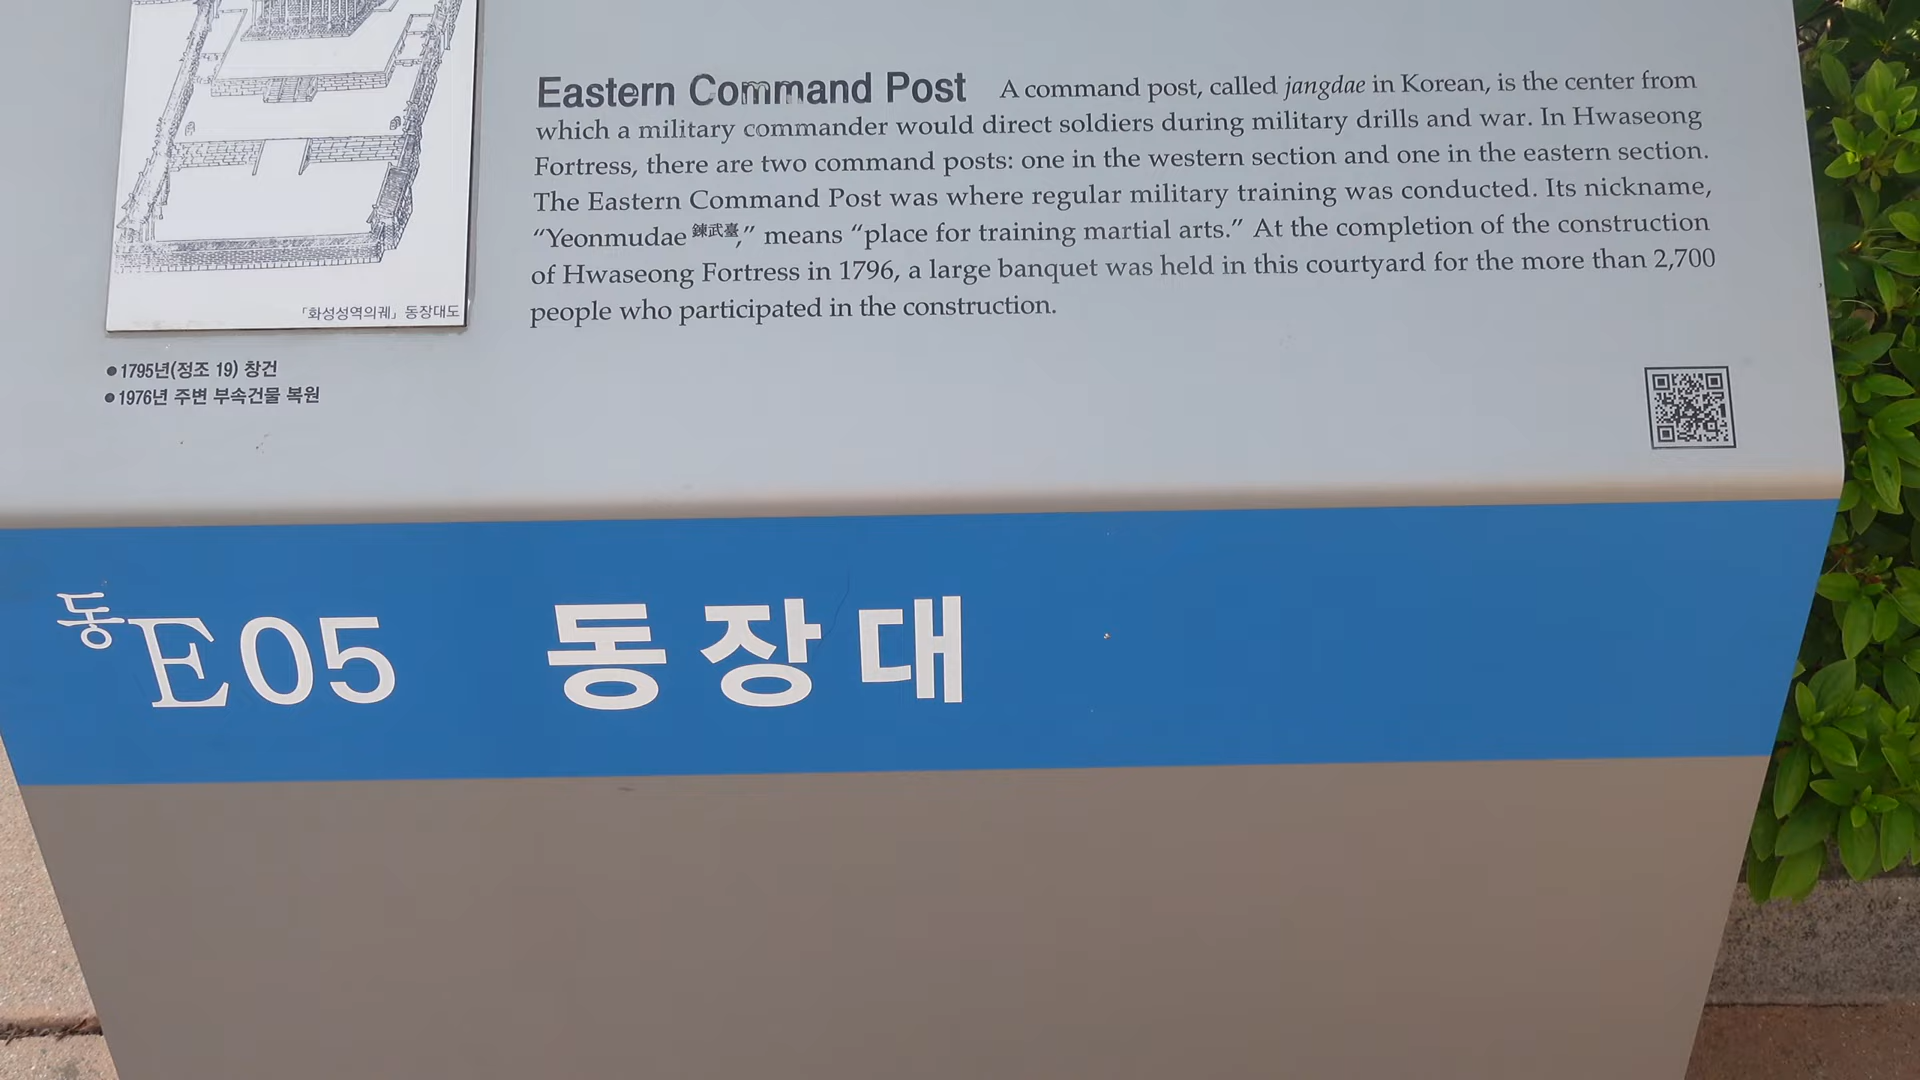 Eastern Command Post A command post, called jangdae in Korean, is the center from
which a military commander would direct soldiers during military drills and war. In Hwaseong
Fortress, there are two command posts: one in the western section and one in the eastern section.
The Eastern Command Post was where regular military training was conducted. Its nickname,
“Yeonmudae 鍊武臺,” means “place for training martial arts.” At the completion of the construction
of Hwaseong Fortress in 1796, a large banquet was held in this courtyard for the more than 2,700
people who participated in the construction.
「화성성역의궤」 동장대도
●1795년(정조 19) 창건
●1976년 주변 부속건물 복원
동E05 동장대